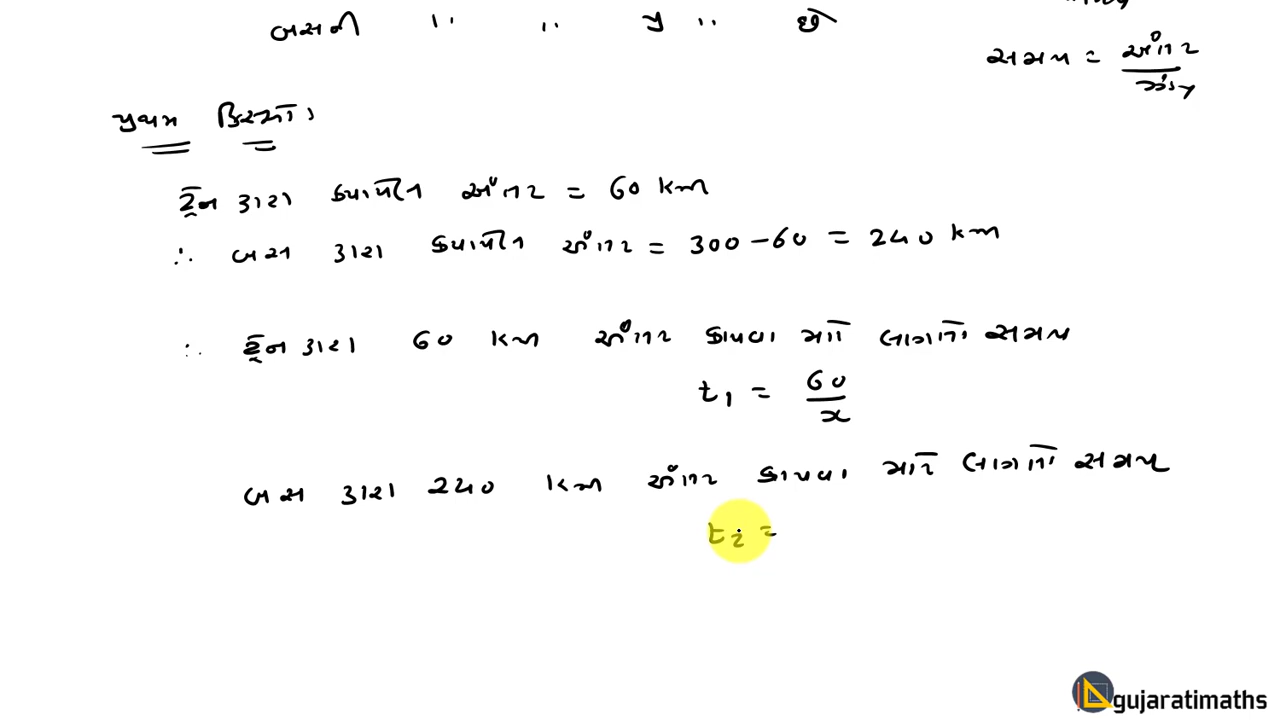 બસની '' '' y '' છે
સમય = અંતર / ઝડપ
પ્રથમ કિસ્સો :
ટ્રેન દ્વારા કપાયેલ અંતર = 60 km
∴ બસ દ્વારા કપાયેલ અંતર = 300 - 60 = 240 km
∴ ટ્રેન દ્વારા 60 km અંતર કાપવા માટે લાગતો સમય
t₁ = 60 / x
બસ દ્વારા 240 km અંતર કાપવા માટે લાગતો સમય
t₂ =
gujaratimaths